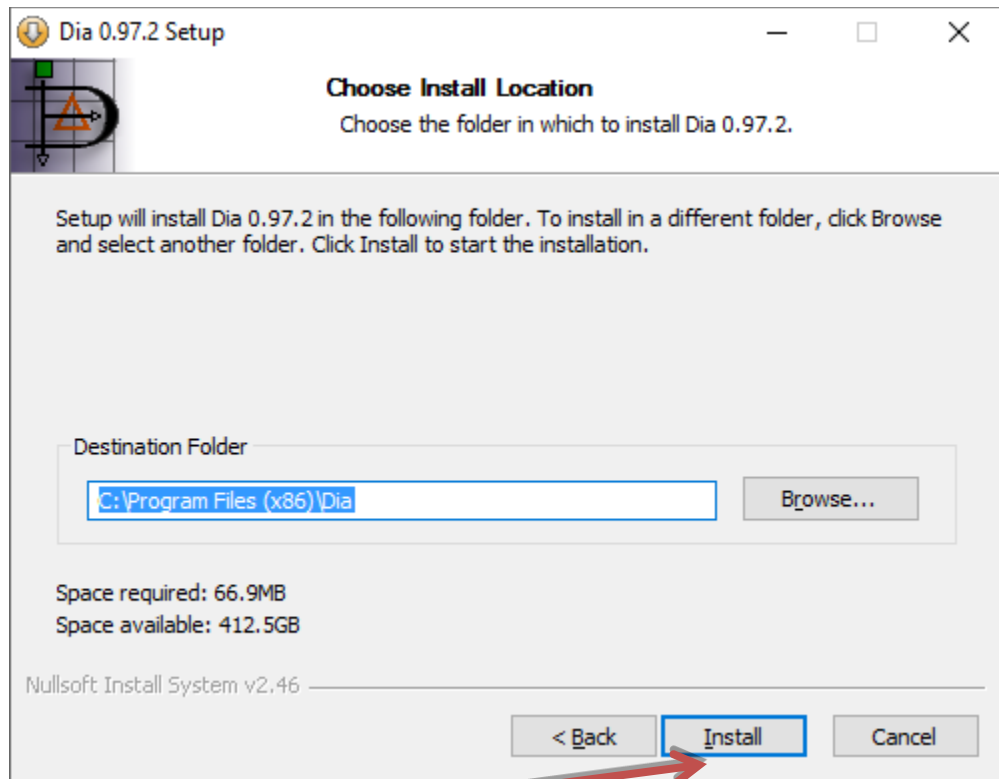 Dia 0.97.2 Setup
Choose Install Location
Choose the folder in which to install Dia 0.97.2.
Setup will install Dia 0.97.2 in the following folder. To install in a different folder, click Browse
and select another folder. Click Install to start the installation.
Destination Folder
C:\Program Files (x86)\Dia
Browse...
Space required: 66.9MB
Space available: 412.5GB
Nullsoft Install System v2.46
< Back
Install
Cancel